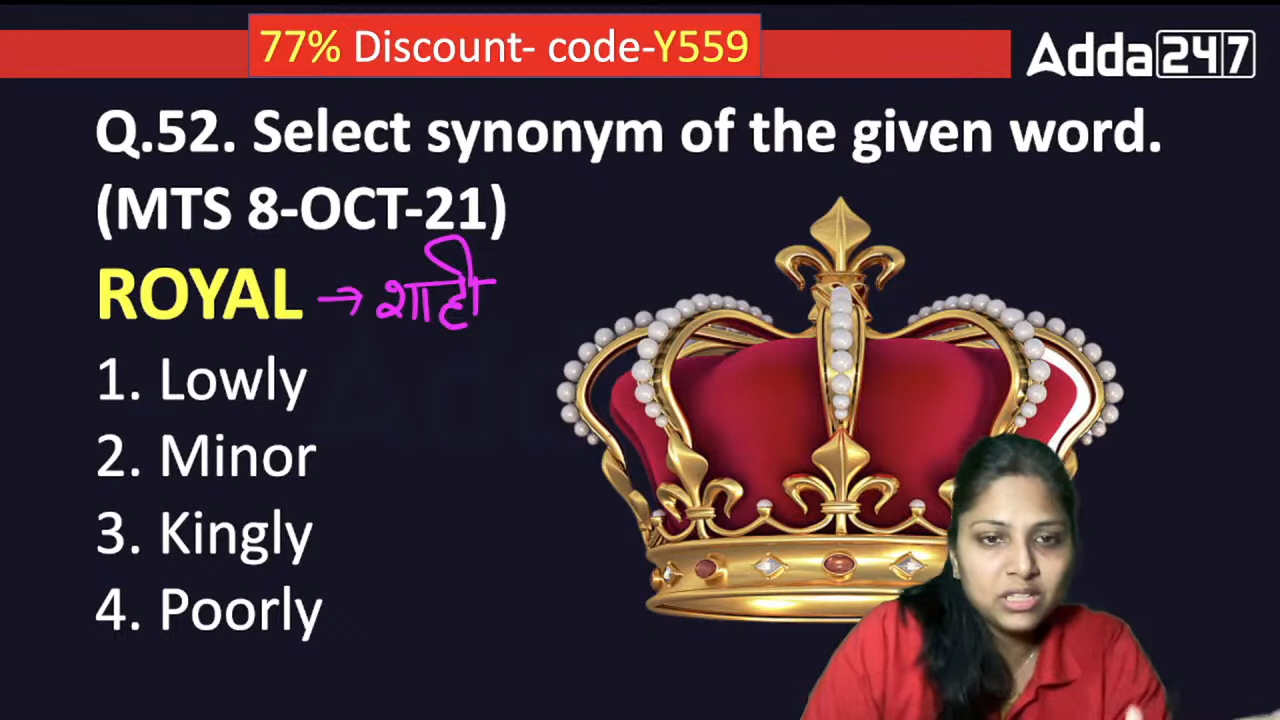 77% Discount- code-Y559
Adda247
Q.52. Select synonym of the given word.
(MTS 8-OCT-21)
ROYAL → शाही
1. Lowly
2. Minor
3. Kingly
4. Poorly